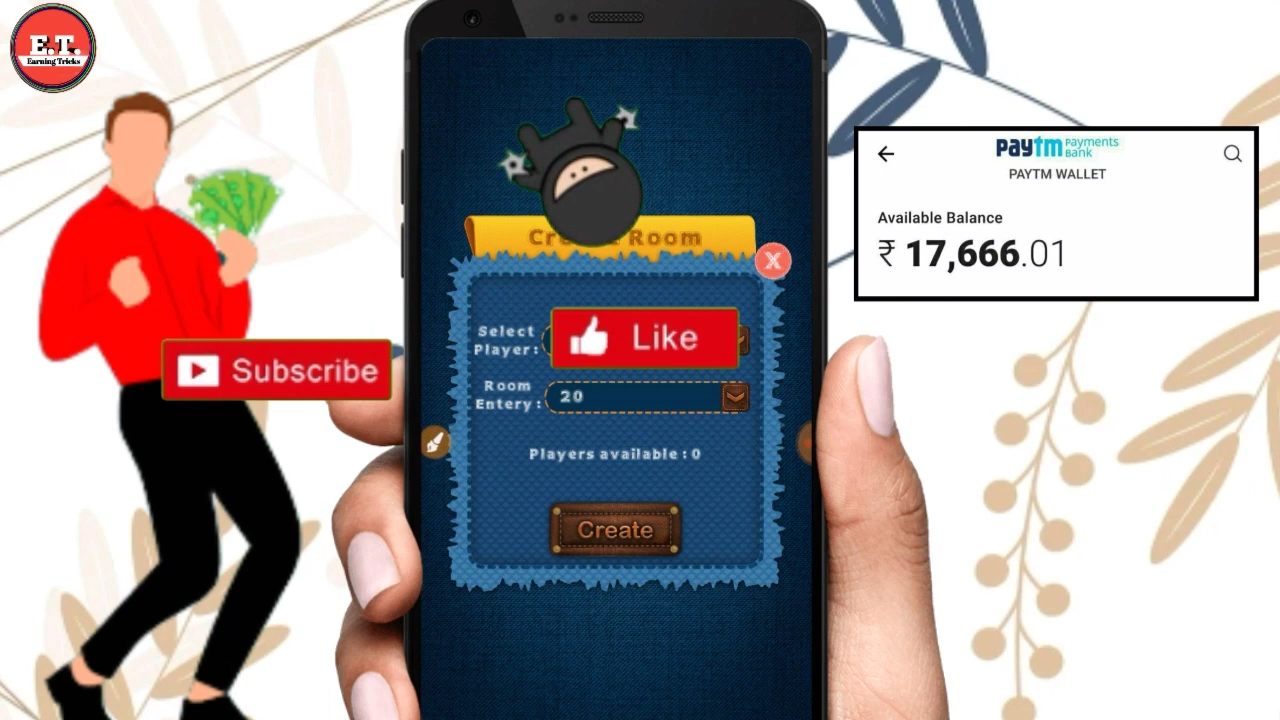 E.T.
Earning Tricks
Subscribe
Create Room
Select
Player:
Like
Room
Entery:
20
Players available : 0
Create
X
paytm Payments
Bank
PAYTM WALLET
Available Balance
₹ 17,666.01